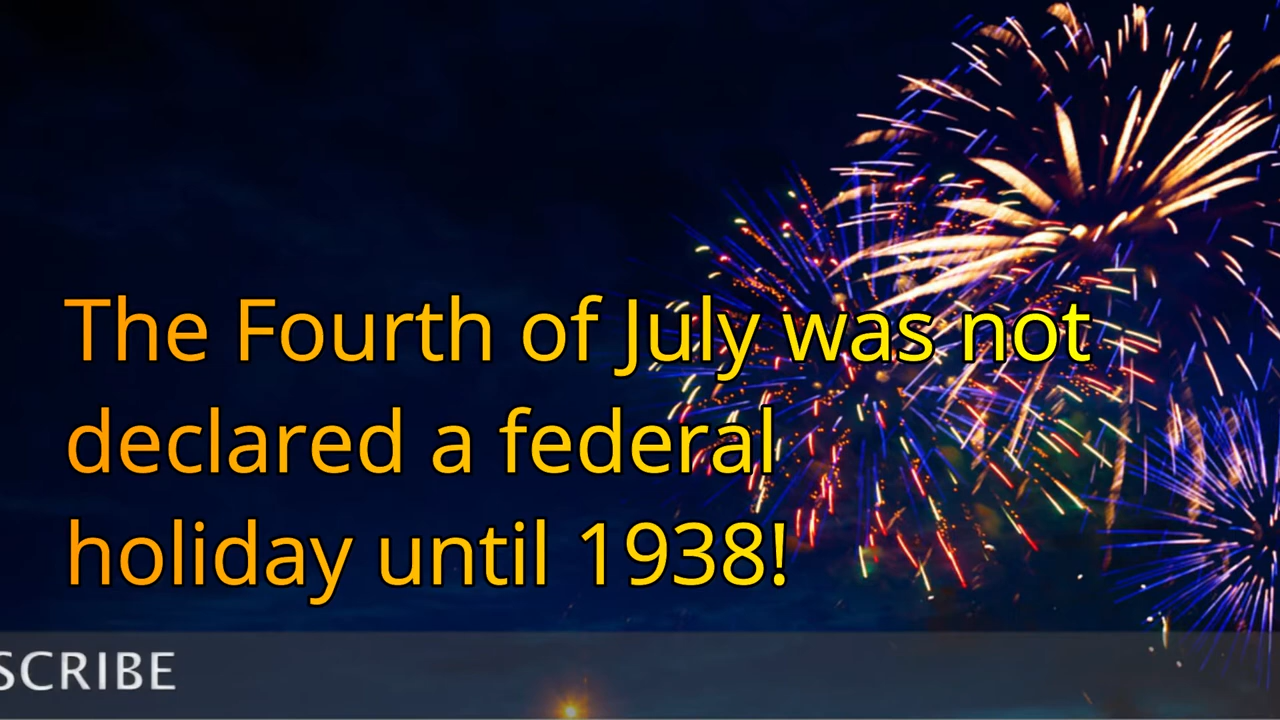 The Fourth of July was not
declared a federal
holiday until 1938!
SCRIBE